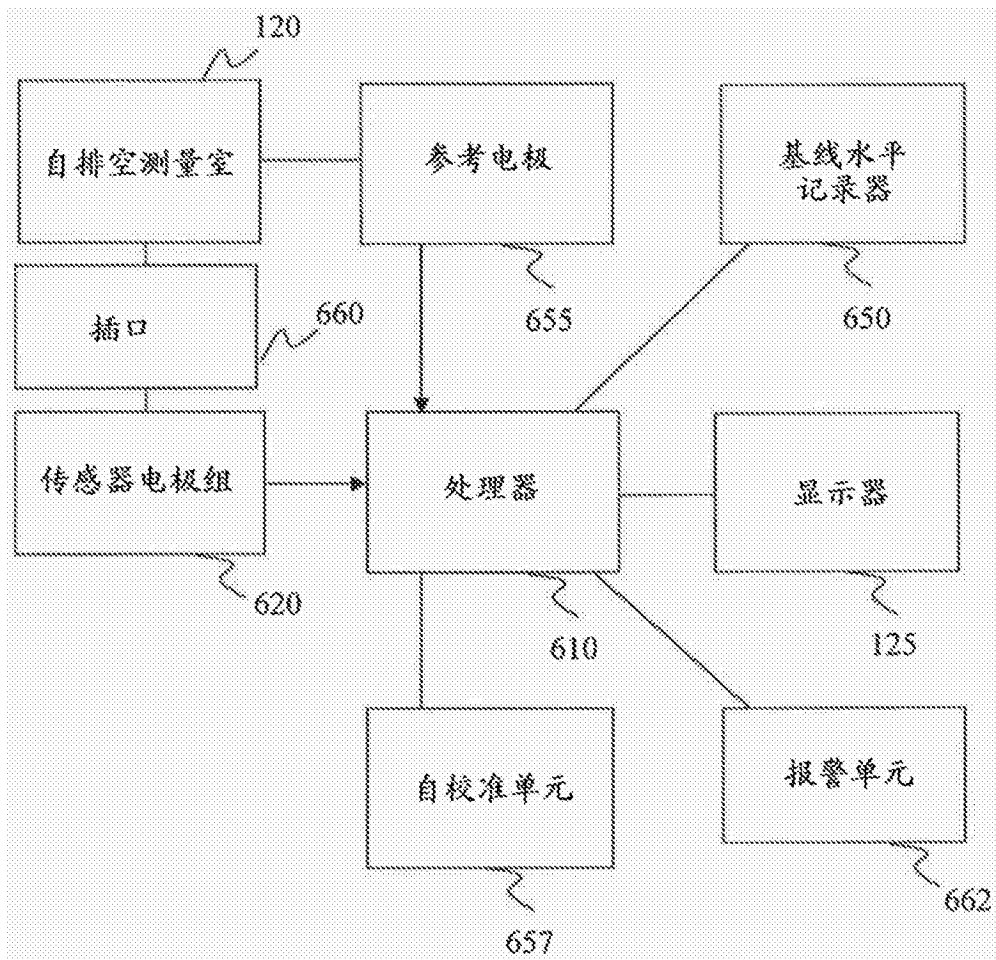 120
自排空测量室
参考电极
基线水平
记录器
655
650
插口
660
传感器电极组
处理器
显示器
620
610
125
自校准单元
报警单元
657
662